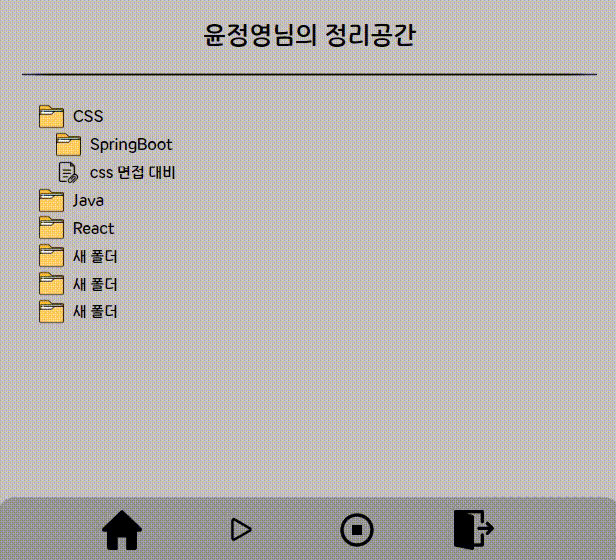 윤정영님의 정리공간
CSS
SpringBoot
css 면접 대비
Java
React
새 폴더
새 폴더
새 폴더